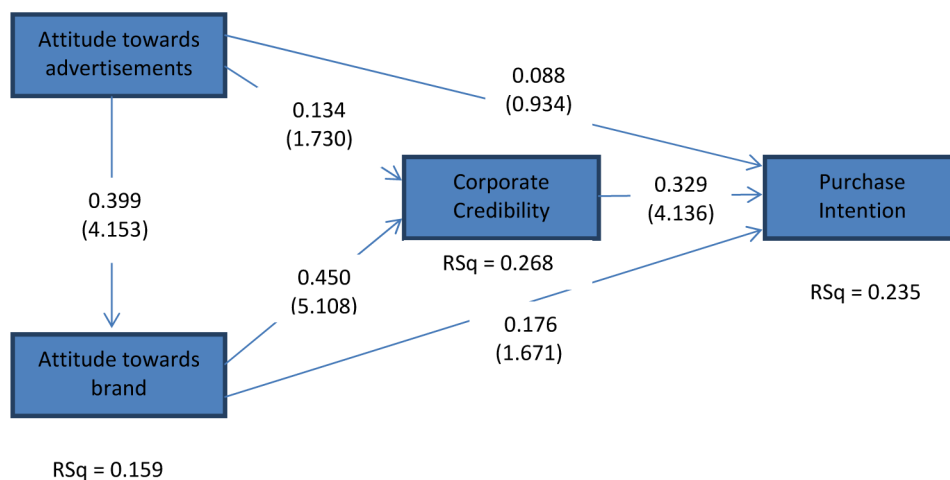 Attitude towards
advertisements
0.088
(0.934)
0.134
(1.730)
Corporate
Credibility
0.329
(4.136)
Purchase
Intention
0.399
(4.153)
RSq = 0.268
0.450
(5.108)
RSq = 0.235
0.176
(1.671)
Attitude towards
brand
RSq = 0.159